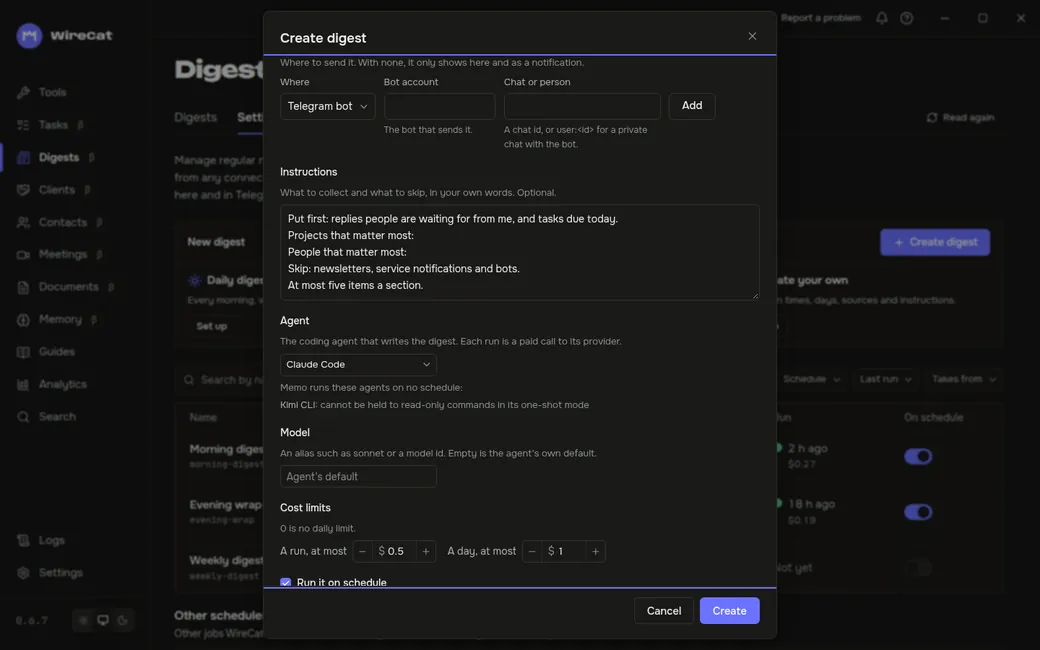 WireCat
Report a problem
Create digest
Digest
Where to send it. With none, it only shows here and as a notification.
Where
Bot account
Chat or person
Telegram bot
Add
The bot that sends it.
A chat id, or user:<id> for a private
chat with the bot.
Tools
Tasks β
Digests β
Clients β
Contacts β
Meetings β
Documents β
Memory β
Guides
Analytics
Search
Logs
Settings
0.6.7
Digests
Read again
Manage regular
from any connec
here and in Teleg
New digest
Create digest
Daily diges
Every morning, w
Set up
ate your own
n times, days, sources and instructions.
Search by na
Schedule
Last run
Takes from
Name
On schedule
Morning diges
morning-digest
2 h ago
$0.27
Evening wrap
evening-wrap
18 h ago
$0.19
Weekly digest
weekly-digest
Not yet
Other schedule
Other jobs WireCat
Instructions
What to collect and what to skip, in your own words. Optional.
Put first: replies people are waiting for from me, and tasks due today.
Projects that matter most:
People that matter most:
Skip: newsletters, service notifications and bots.
At most five items a section.
Agent
The coding agent that writes the digest. Each run is a paid call to its provider.
Claude Code
Memo runs these agents on no schedule:
Kimi CLI: cannot be held to read-only commands in its one-shot mode
Model
An alias such as sonnet or a model id. Empty is the agent's own default.
Agent's default
Cost limits
0 is no daily limit.
A run, at most
$ 0.5
A day, at most
$ 1
Run it on schedule
Cancel
Create